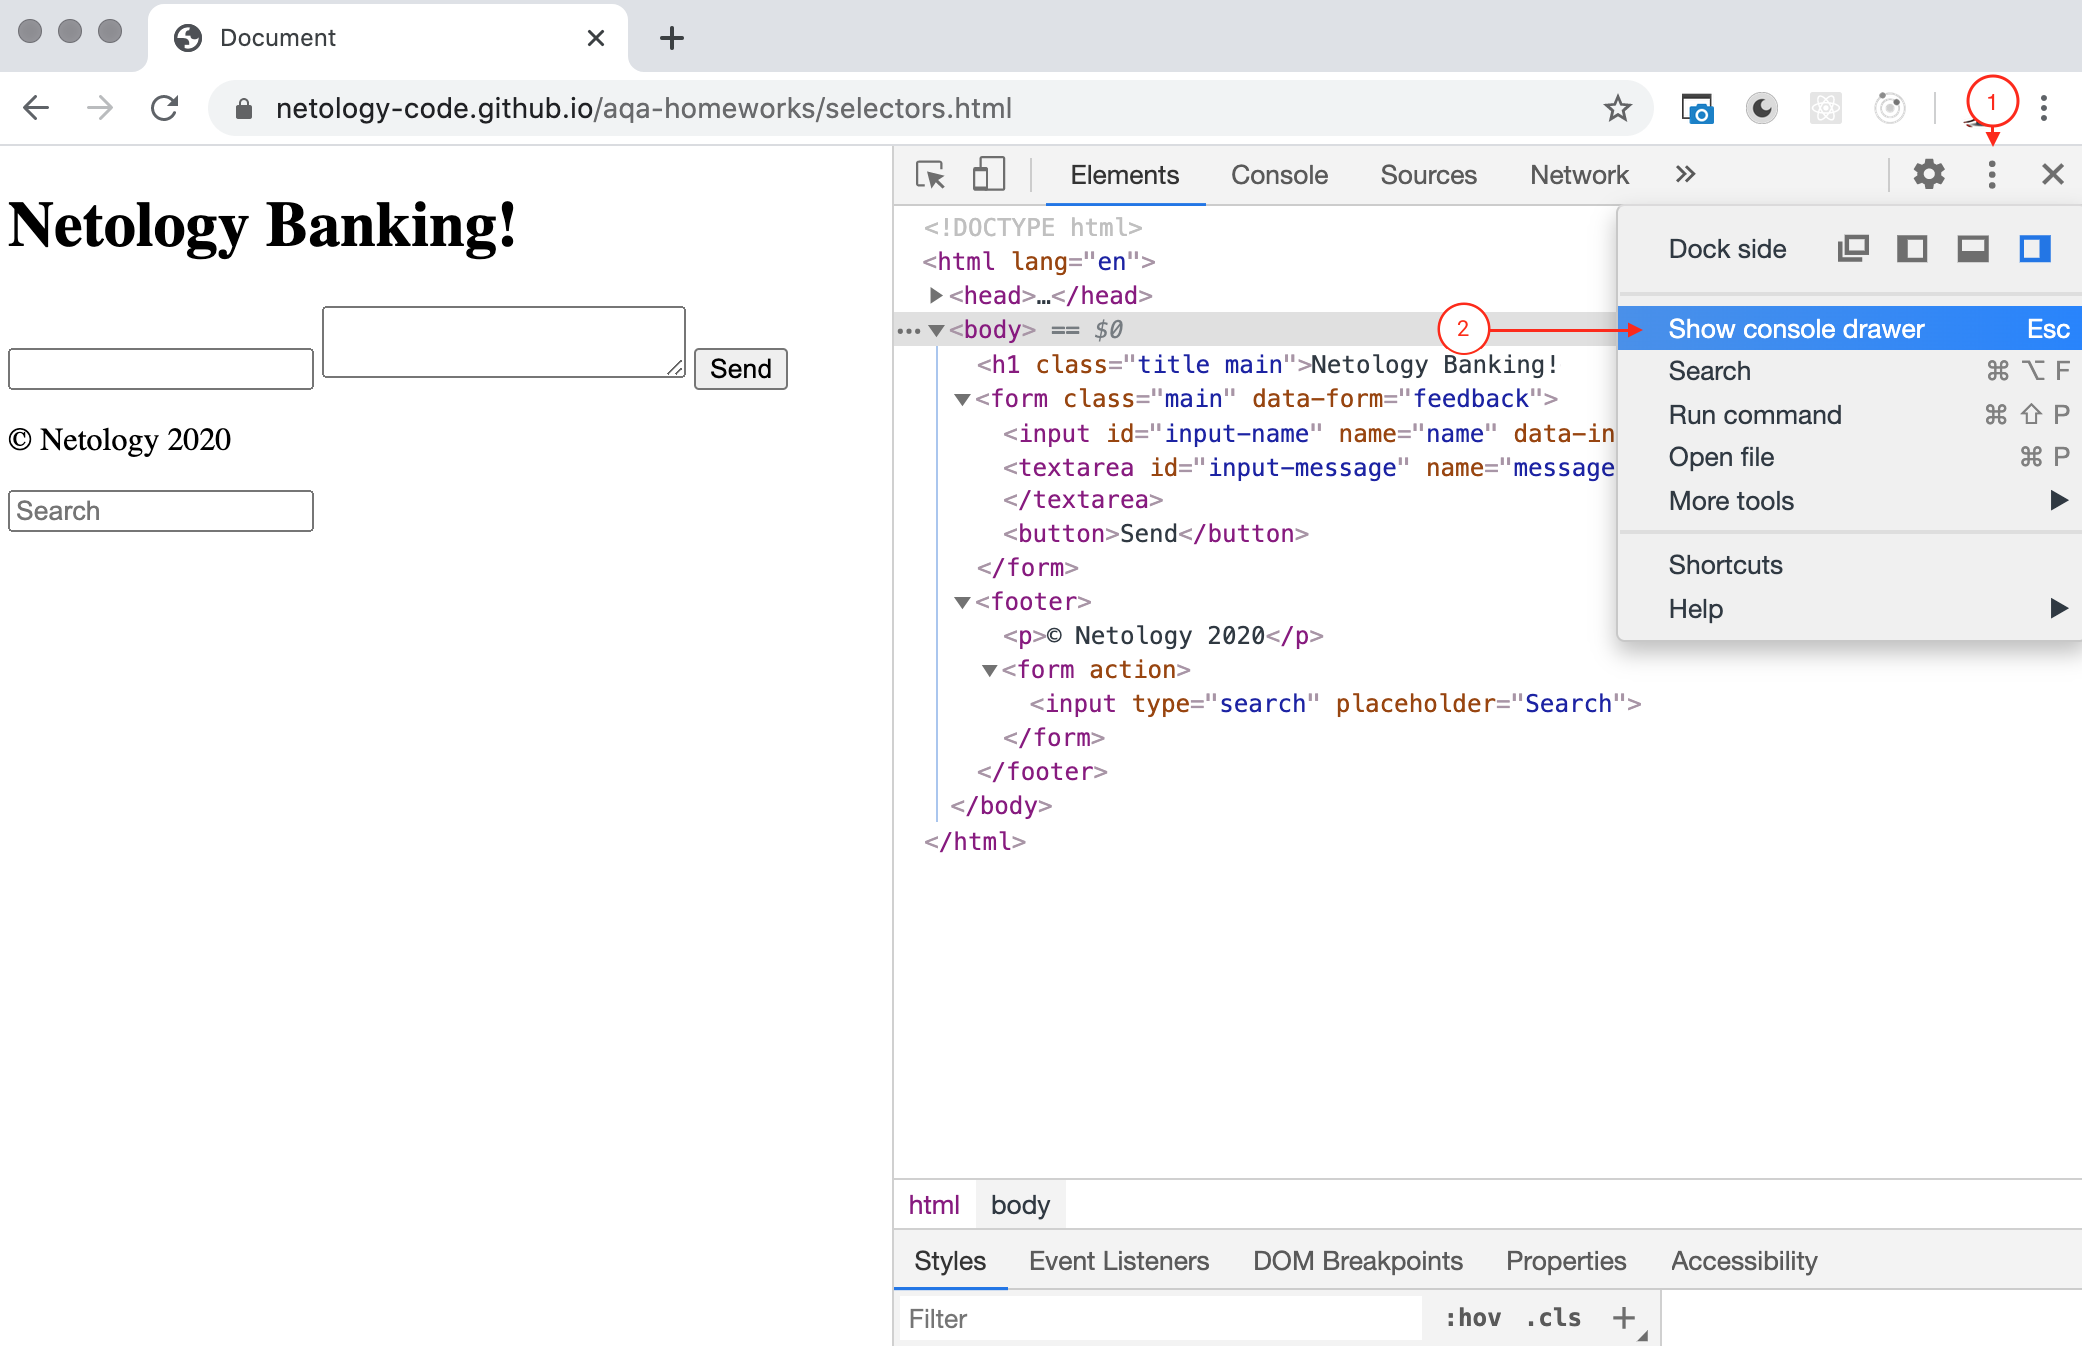 Document
netology-code.github.io/aqa-homeworks/selectors.html
1
Netology Banking!
Send
© Netology 2020
Search
Elements
Console
Sources
Network
<!DOCTYPE html>
<html lang="en">
<head>…</head>
<body> == $0
<h1 class="title main">Netology Banking!
<form class="main" data-form="feedback">
<input id="input-name" name="name" data-in
<textarea id="input-message" name="message
</textarea>
<button>Send</button>
</form>
<footer>
<p>© Netology 2020</p>
<form action>
<input type="search" placeholder="Search">
</form>
</footer>
</body>
</html>
Dock side
2
Show console drawer Esc
Search ⌘ ⌥ F
Run command ⌘ ⇧ P
Open file ⌘ P
More tools
Shortcuts
Help
html body
Styles Event Listeners DOM Breakpoints Properties Accessibility
Filter :hov .cls +